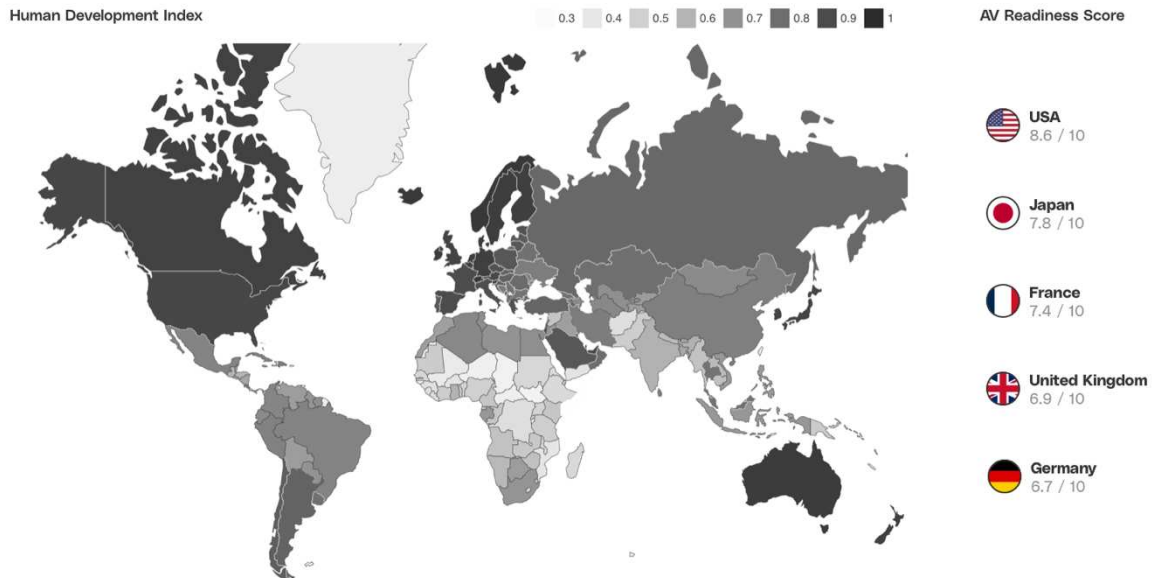 Human Development Index
0.3 0.4 0.5 0.6 0.7 0.8 0.9 1
AV Readiness Score
USA
8.6 / 10
Japan
7.8 / 10
France
7.4 / 10
United Kingdom
6.9 / 10
Germany
6.7 / 10